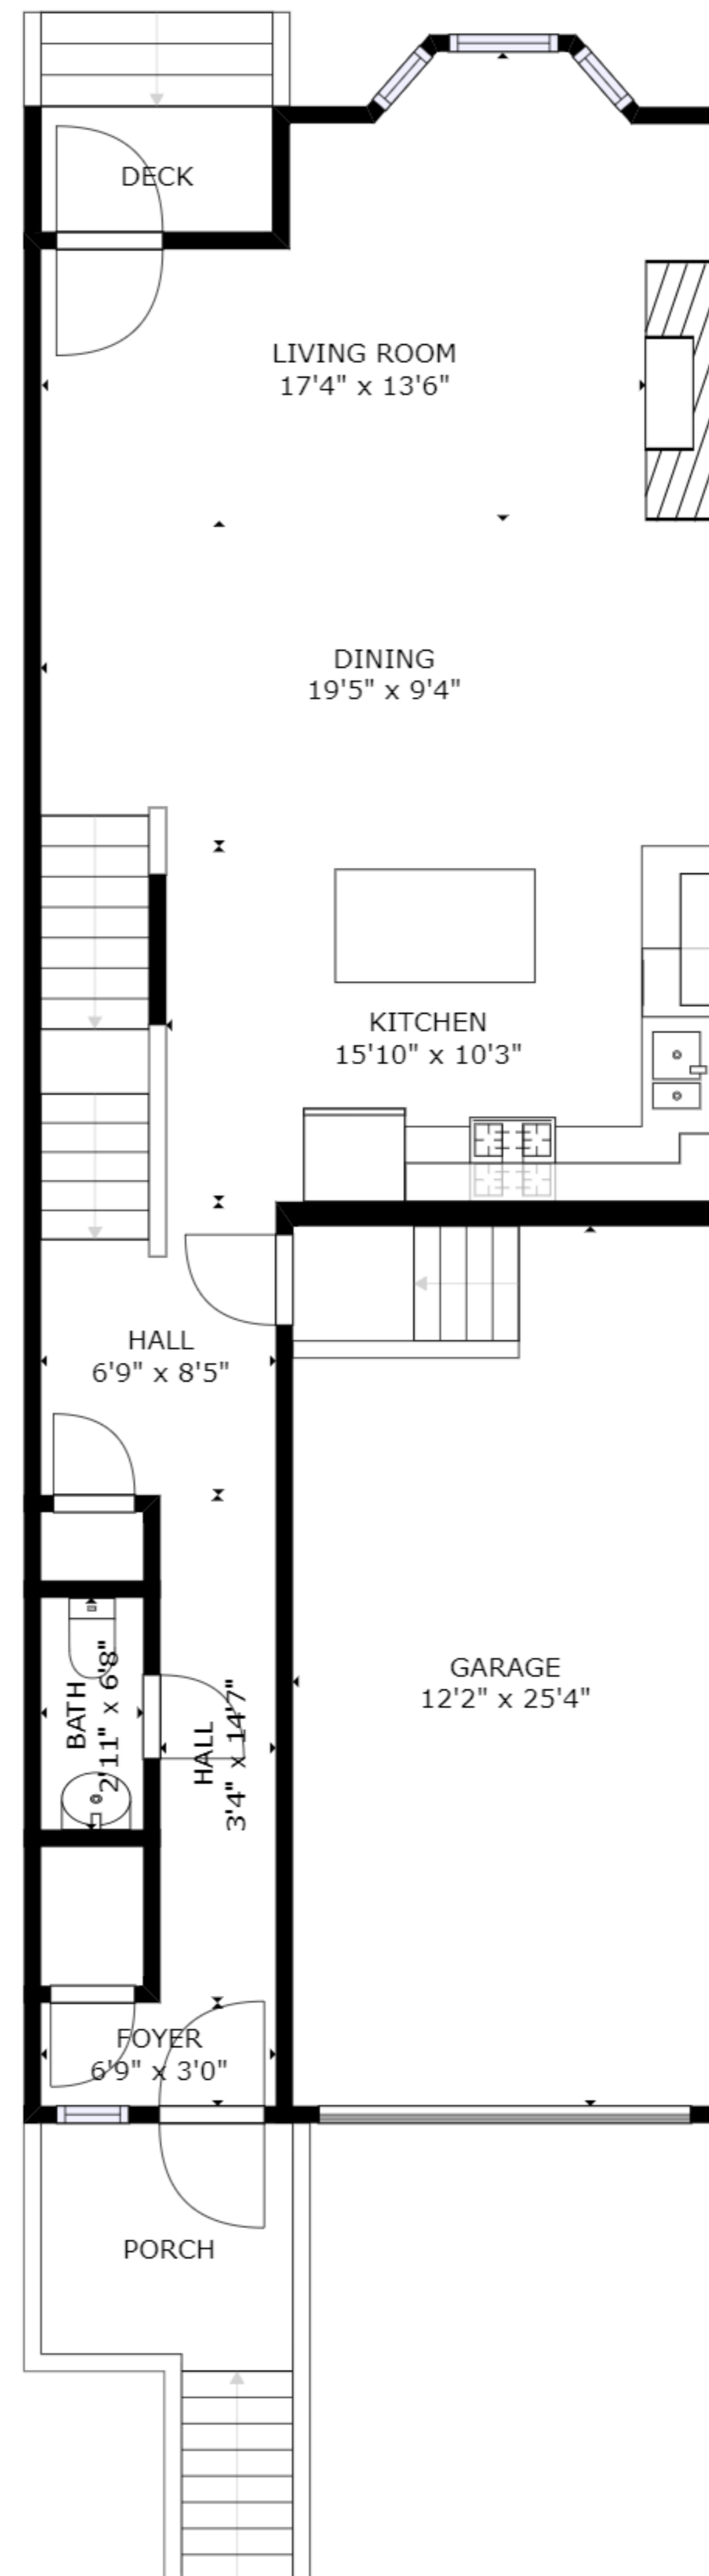 DECK
LIVING ROOM
17'4" x 13'6"
DINING
19'5" x 9'4"
KITCHEN
15'10" x 10'3"
HALL
6'9" x 8'5"
BATH
2'11" x 6'8"
HALL
3'4" x 14'7"
GARAGE
12'2" x 25'4"
FOYER
6'9" x 3'0"
PORCH